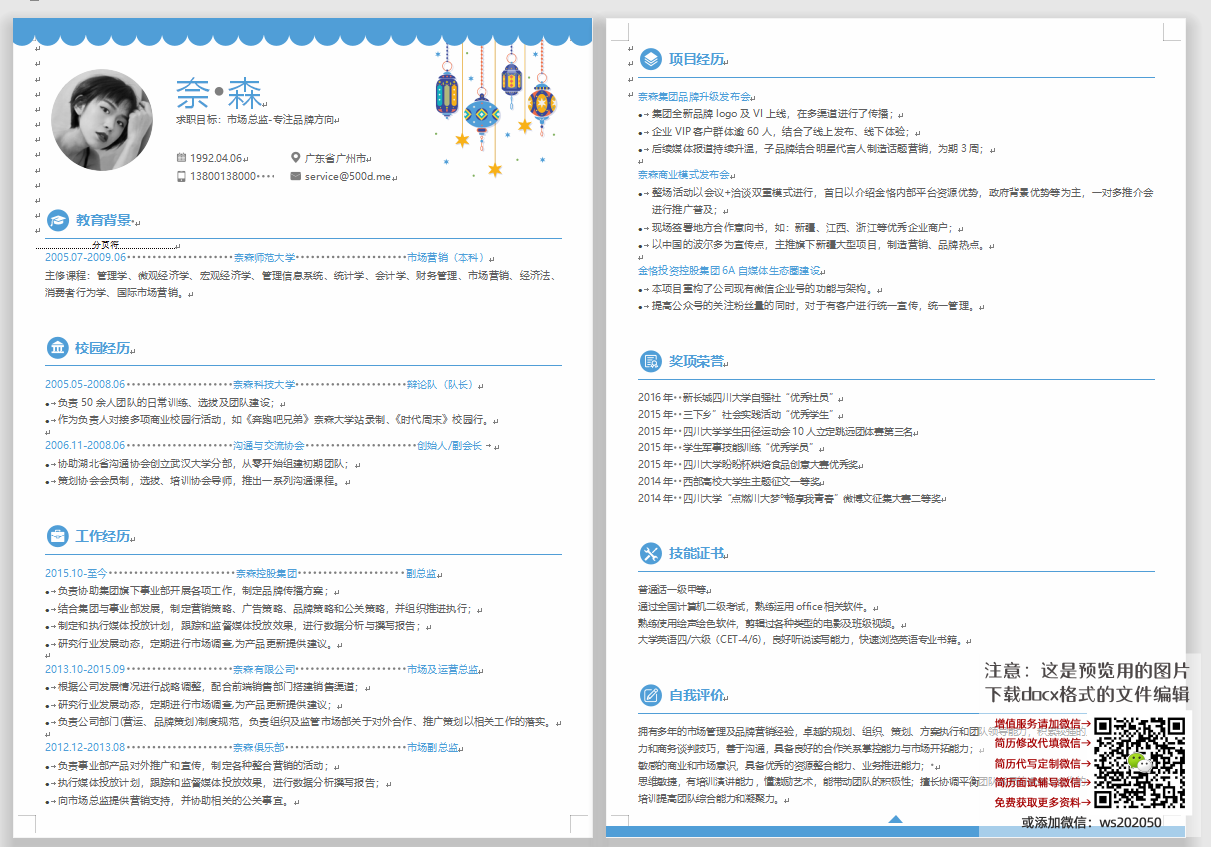 奈•森
求职目标：市场总监-专注品牌方向
1992.04.06
广东省广州市
13800138000
service@500d.me
教育背景
分页符
2005.07-2009.06 奈森师范大学 市场营销（本科）
主修课程：管理学、微观经济学、宏观经济学、管理信息系统、统计学、会计学、财务管理、市场营销、经济法、
消费者行为学、国际市场营销。
校园经历
2005.05-2008.06 奈森科技大学 辩论队（队长）
负责 50 余人团队的日常训练、选拔及团队建设；
作为负责人对接多项商业校园行活动，如《奔跑吧兄弟》奈森大学站录制、《时代周末》校园行。
2006.11-2008.06 沟通与交流协会 创始人/副会长
协助湖北省沟通协会创立武汉大学分部，从零开始组建初期团队；
策划协会会员制，选拔、培训协会导师，推出一系列沟通课程。
工作经历
2015.10-至今 奈森控股集团 副总监
负责协助集团旗下事业部开展各项工作，制定品牌传播方案；
结合集团与事业部发展，制定营销策略、广告策略、品牌策略和公关策略，并组织推进执行；
制定和执行媒体投放计划，跟踪和监督媒体投放效果，进行数据分析与撰写报告；
研究行业发展动态，定期进行市场调查,为产品更新提供建议。
2013.10-2015.09 奈森有限公司 市场及运营总监
根据公司发展情况进行战略调整，配合前端销售部门搭建销售渠道；
研究行业发展动态，定期进行市场调查,为产品更新提供建议；
负责公司部门(营运、品牌策划)制度规范，负责组织及监管市场部关于对外合作、推广策划以相关工作的落实。
2012.12-2013.08 奈森俱乐部 市场副总监
负责事业部产品对外推广和宣传，制定各种整合营销的活动；
执行媒体投放计划，跟踪和监督媒体投放效果，进行数据分析撰写报告；
向市场总监提供营销支持，并协助相关的公关事宜。
项目经历
奈森集团品牌升级发布会
集团全新品牌 logo 及 VI 上线，在多渠道进行了传播；
企业 VIP 客户群体逾 60 人，结合了线上发布、线下体验；
后续媒体报道持续升温，子品牌结合明星代言人制造话题营销，为期 3 周；
奈森商业模式发布会
整场活动以会议+洽谈双重模式进行，首日以介绍金恪内部平台资源优势，政府背景优势等为主，一对多推介会
进行推广普及；
现场签署地方合作意向书，如：新疆、江西、浙江等优秀企业商户；
以中国的波尔多为宣传点，主推旗下新疆大型项目，制造营销、品牌热点。
金恪投资控股集团 6A 自媒体生态圈建设
本项目重构了公司现有微信企业号的功能与架构。
提高公众号的关注粉丝量的同时，对于有客户进行统一宣传，统一管理。
奖项荣誉
2016 年 新长城四川大学自强社“优秀社员”
2015 年 三下乡”社会实践活动“优秀学生”
2015 年 四川大学学生田径运动会 10 人立定跳远团体赛第三名
2015 年 学生军事技能训练“优秀学员”
2015 年 四川大学盼盼杯烘焙食品创意大赛优秀奖
2014 年 西部高校大学生主题征文一等奖
2014 年 四川大学“点燃川大梦 畅享我青春”微博文征集大赛二等奖
技能证书
普通话一级甲等
通过全国计算机二级考试，熟练运用 office 相关软件。
熟练使用绘声绘色软件，剪辑过各种类型的电影及班级视频。
大学英语四/六级（CET-4/6），良好听说读写能力，快速浏览英语专业书籍。
自我评价
拥有多年的市场管理及品牌营销经验，卓越的规划、组织、策划、方案执行和团队领导能力，积累较强的
力和商务谈判技巧，善于沟通，具备良好的合作关系掌控能力与市场开拓能力；
敏感的商业和市场意识，具备优秀的资源整合能力、业务推进能力；
思维敏捷，有培训演讲能力，懂激励艺术，能带动团队的积极性；擅长协调平衡团队
培训提高团队综合能力和凝聚力。
注意：这是预览用的图片
下载docx格式的文件编辑
增值服务请加微信→
简历修改代填微信→
简历代写定制微信→
简历面试辅导微信→
免费获取更多资料→
或添加微信：ws202050